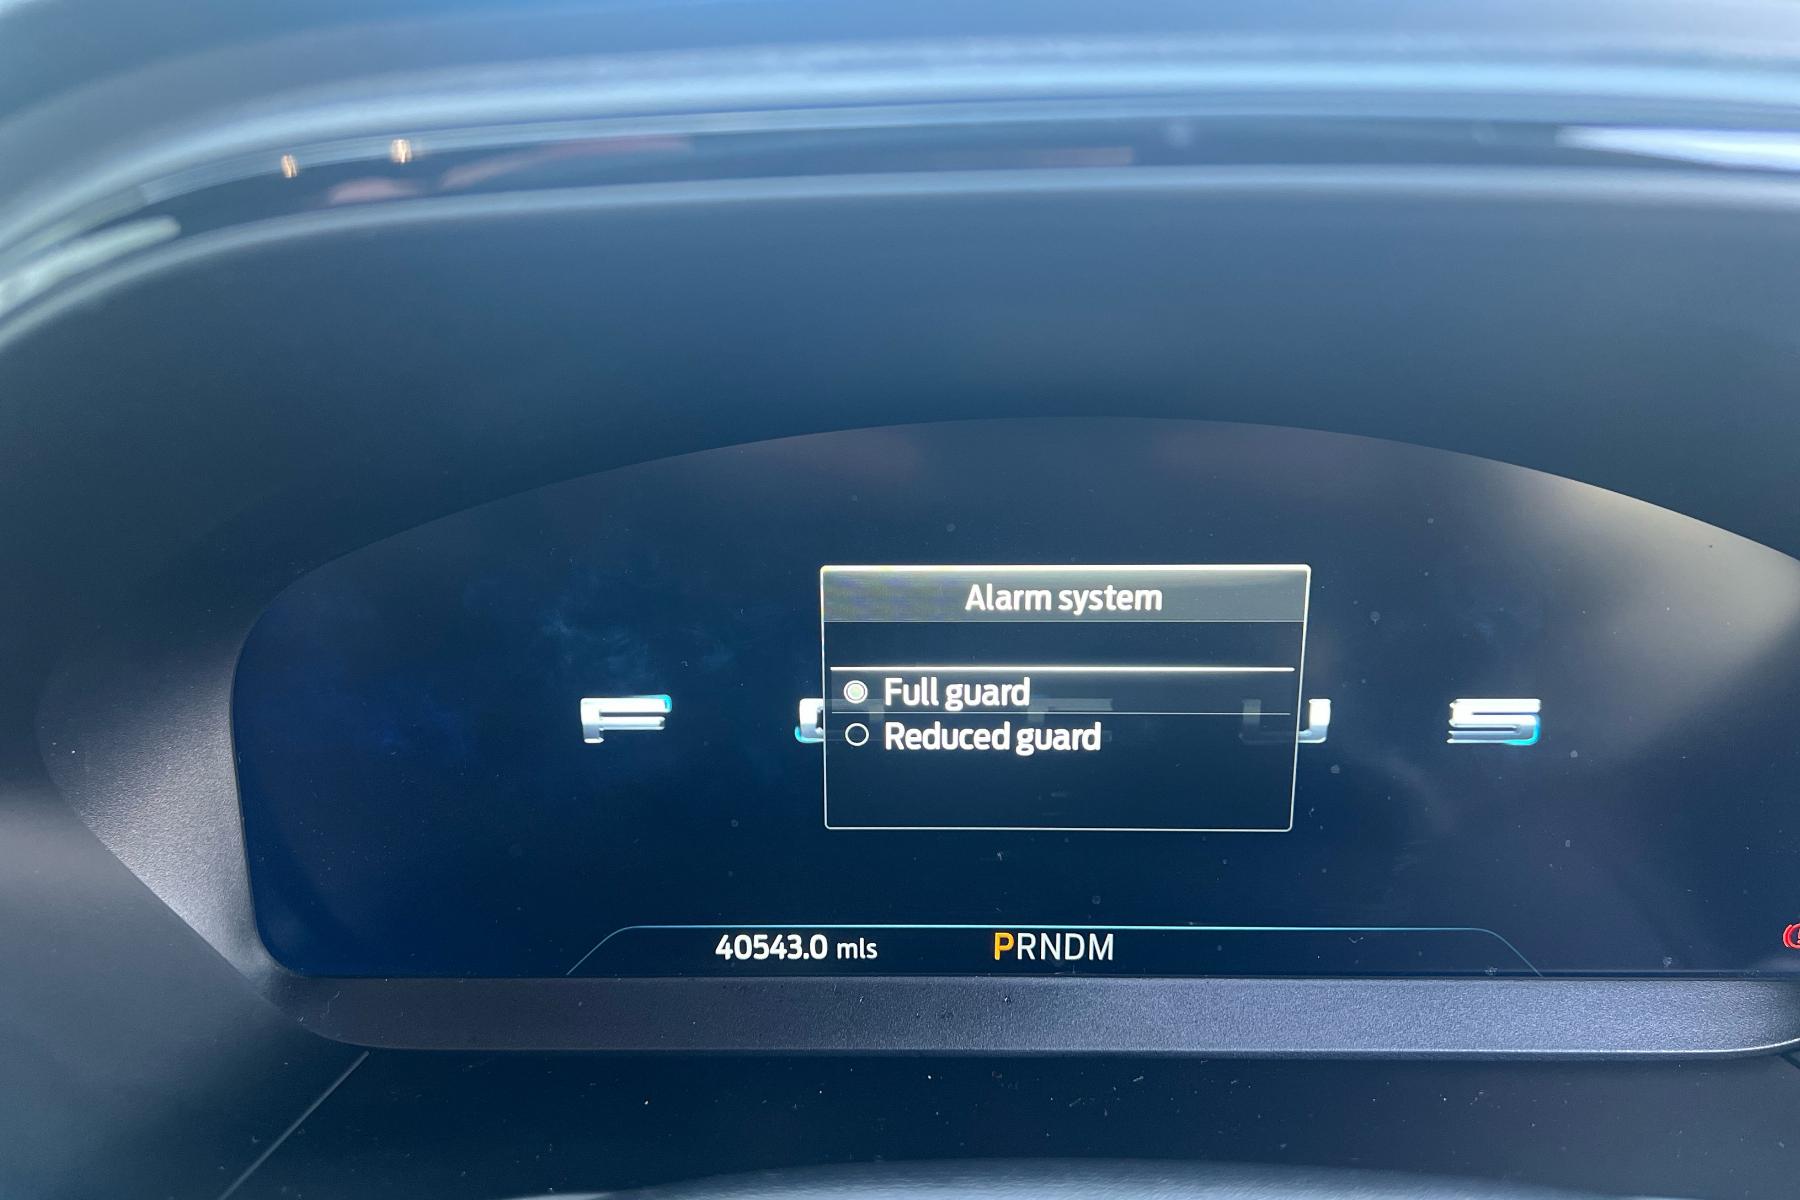 Alarm system
Full guard
Reduced guard
F S
40543.0 mls
PRNDM